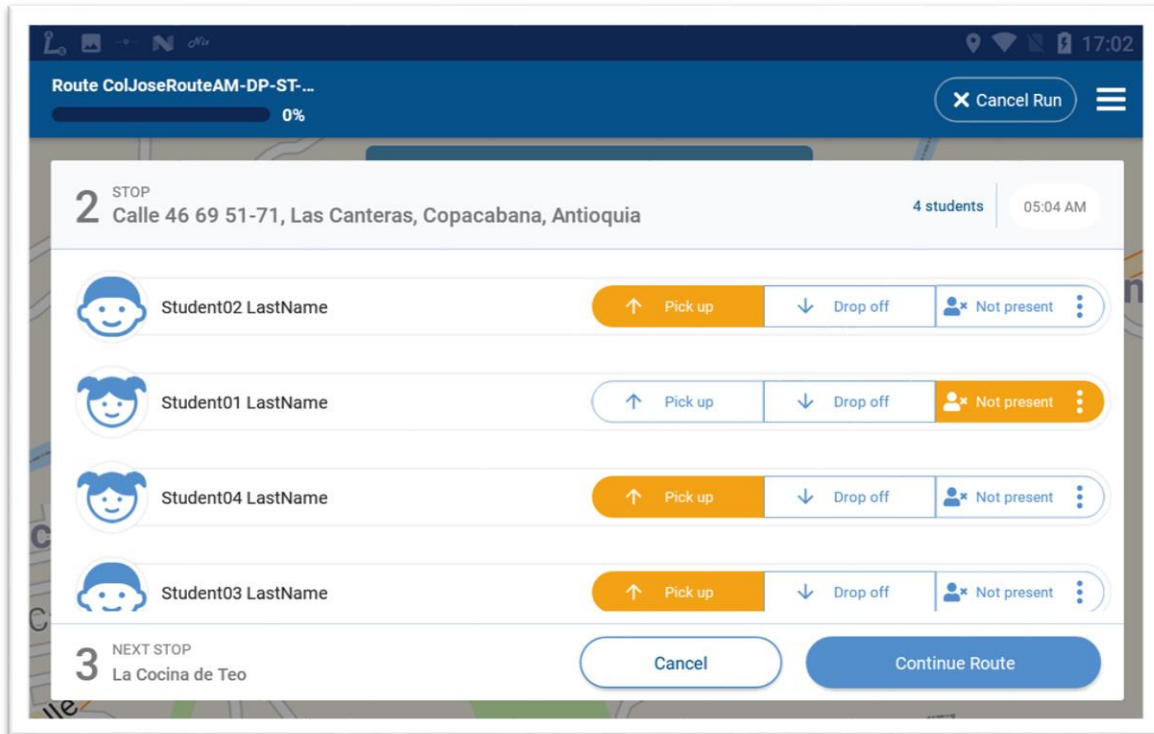 17:02
Route ColJoseRouteAM-DP-ST-...
0%
Cancel Run
2 STOP
Calle 46 69 51-71, Las Canteras, Copacabana, Antioquia
4 students
05:04 AM
Student02 LastName
Pick up
Drop off
Not present
Student01 LastName
Pick up
Drop off
Not present
Student04 LastName
Pick up
Drop off
Not present
Student03 LastName
Pick up
Drop off
Not present
3 NEXT STOP
La Cocina de Teo
Cancel
Continue Route